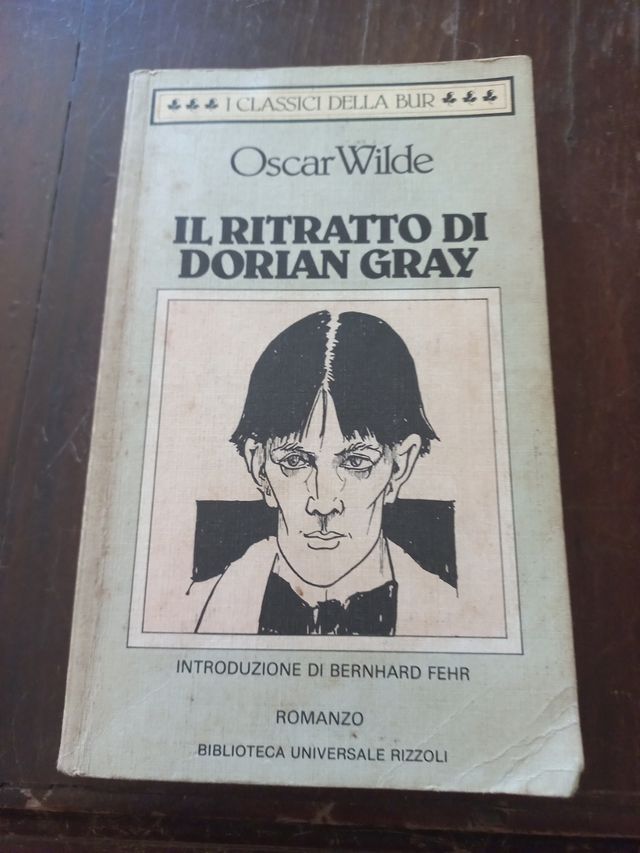 I CLASSICI DELLA BUR
Oscar Wilde
IL RITRATTO DI
DORIAN GRAY
INTRODUZIONE DI BERNHARD FEHR
ROMANZO
BIBLIOTECA UNIVERSALE RIZZOLI